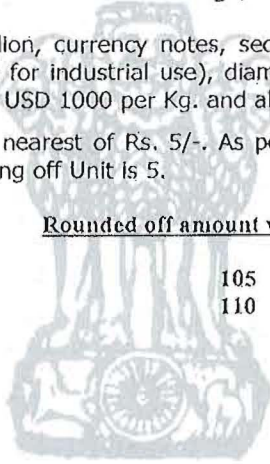 llion, currency notes, sec
for industrial use), diam
USD 1000 per Kg. and al
nearest of Rs. 5/-. As p
ng off Unit is 5.
Rounded off amount
105
110